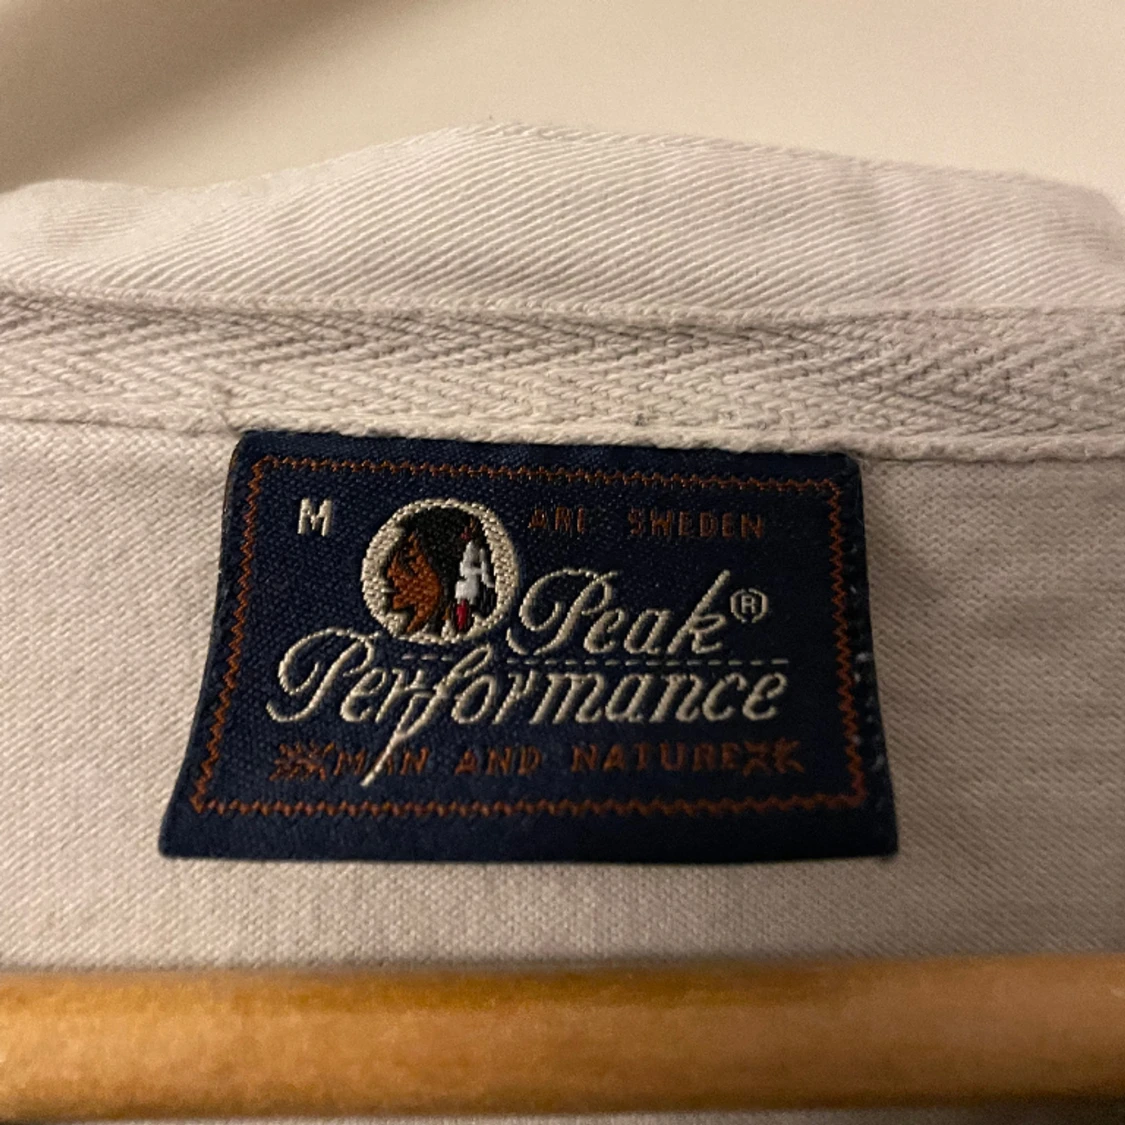 M
ARE SWEDEN
Peak®
Performance
MAN AND NATURE